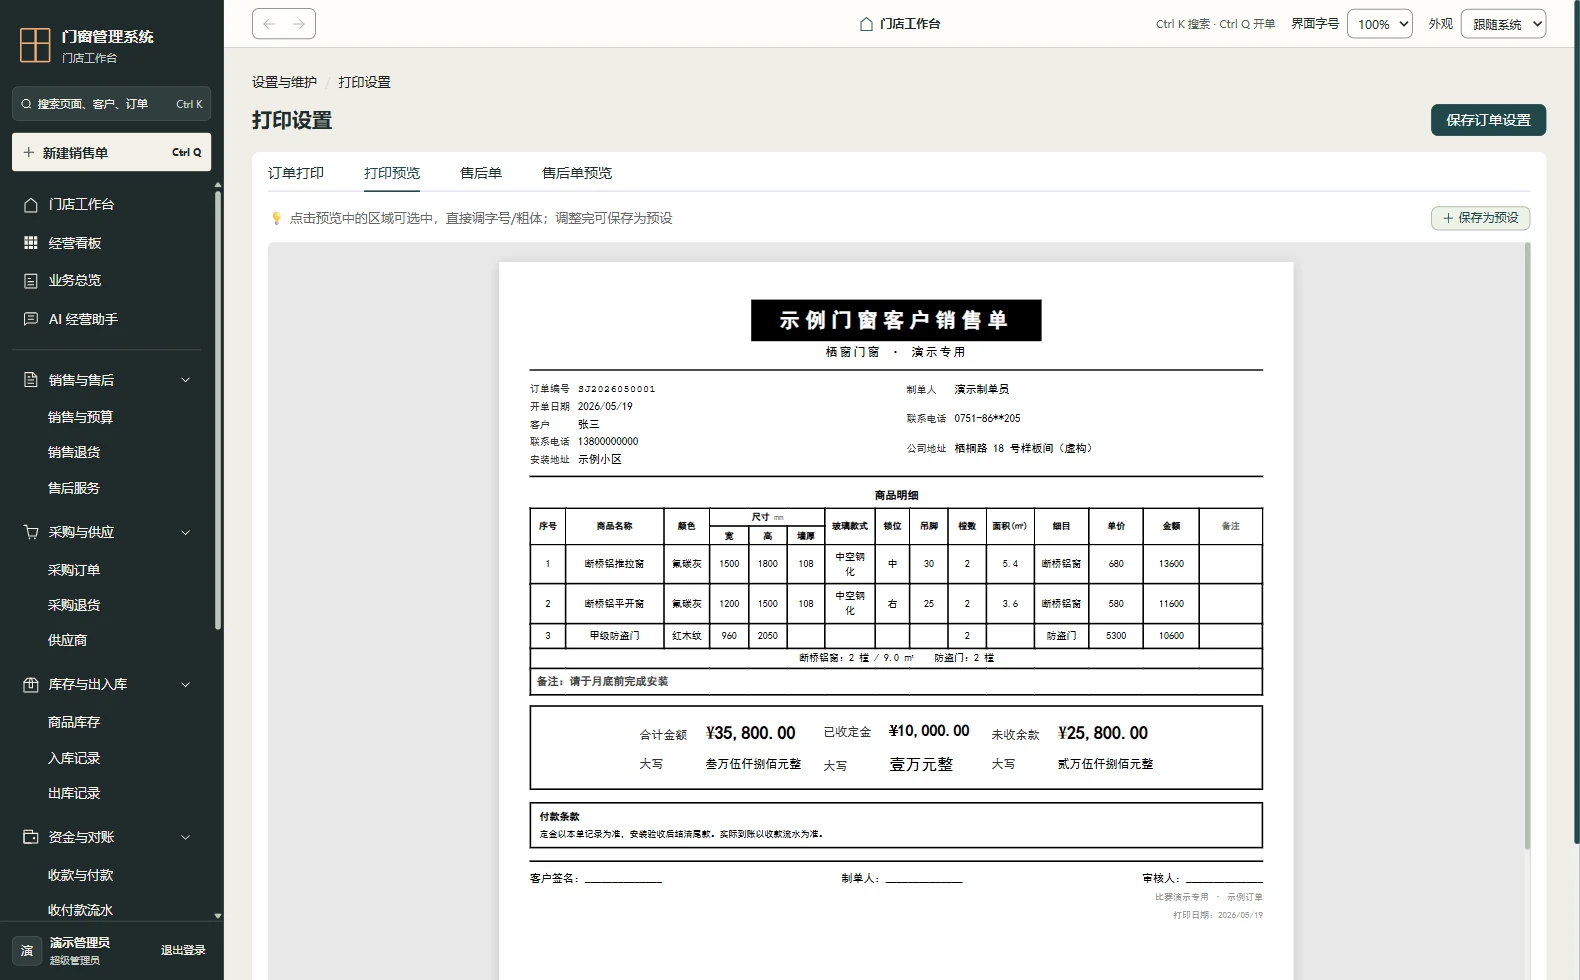 门窗管理系统
门店工作台
搜索页面、客户、订单 Ctrl K
新建销售单 Ctrl Q
门店工作台
经营看板
业务总览
AI 经营助手
销售与售后
销售与预算
销售退货
售后服务
采购与供应
采购订单
采购退货
供应商
库存与出入库
商品库存
入库记录
出库记录
资金与对账
收款与付款
收付款流水
演
演示管理员
超级管理员
退出登录
门店工作台
Ctrl K 搜索 · Ctrl Q 开单 界面字号 100% 外观 跟随系统
设置与维护 / 打印设置
打印设置
保存订单设置
订单打印 打印预览 售后单 售后单预览
点击预览中的区域可选中，直接调字号/粗体；调整完可保存为预设
+ 保存为预设
示例门窗客户销售单
栖窗门窗 · 演示专用
订单编号 SJ2026050001
开单日期 2026/05/19
客户 张三
联系电话 13800000000
安装地址 示例小区
制单人 演示制单员
联系电话 0751-86**205
公司地址 栖桐路 18 号样板间（虚构）
商品明细
序号 商品名称 颜色 尺寸 mm 玻璃款式 锁位 吊脚 樘数 面积(㎡) 细目 单价 金额 备注
宽 高 墙厚
1 断桥铝推拉窗 氟碳灰 1500 1800 108 中空钢化 中 30 2 5.4 断桥铝窗 680 13600
2 断桥铝平开窗 氟碳灰 1200 1500 108 中空钢化 右 25 2 3.6 断桥铝窗 580 11600
3 甲级防盗门 红木纹 960 2050 2 防盗门 5300 10600
断桥铝窗：2 樘 / 9.0 ㎡ 防盗门：2 樘
备注：请于月底前完成安装
合计金额 ¥35,800.00 已收定金 ¥10,000.00 未收余款 ¥25,800.00
大写 叁万伍仟捌佰元整 大写 壹万元整 大写 贰万伍仟捌佰元整
付款条款
定金以本单记录为准，安装验收后结清尾款。实际到账以收款流水为准。
客户签名：______________ 制单人：______________ 审核人：______________
比赛演示专用 · 示例订单
打印日期：2026/05/19